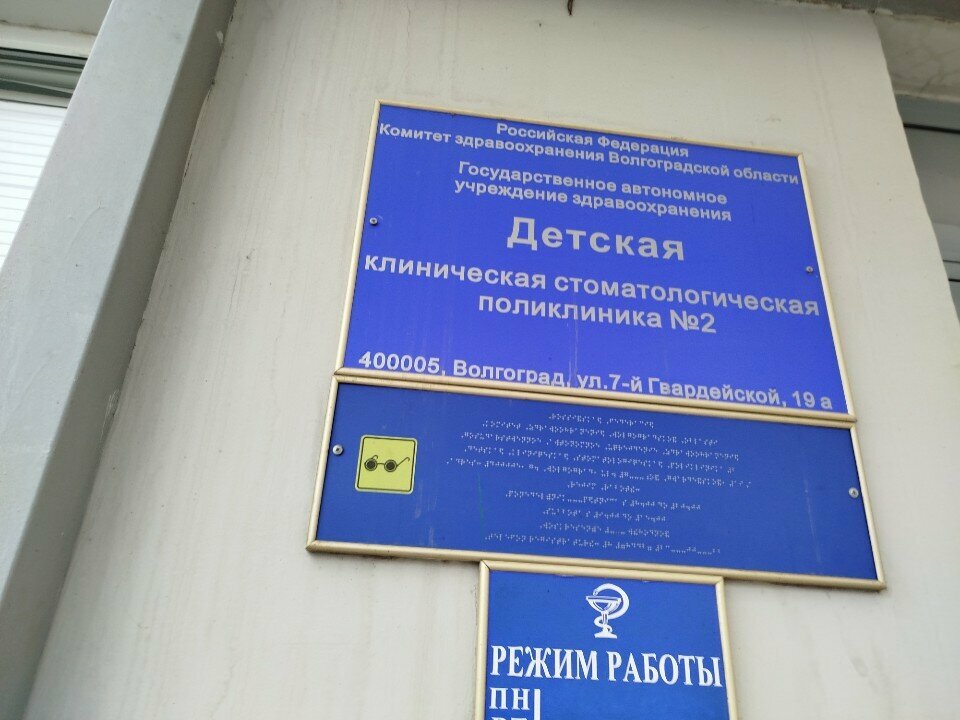 Российская Федерация
Комитет здравоохранения Волгоградской области
Государственное автономное
учреждение здравоохранения
Детская
клиническая стоматологическая
поликлиника №2
400005, Волгоград, ул.7-й Гвардейской, 19 а
РЕЖИМ РАБОТЫ
ПН